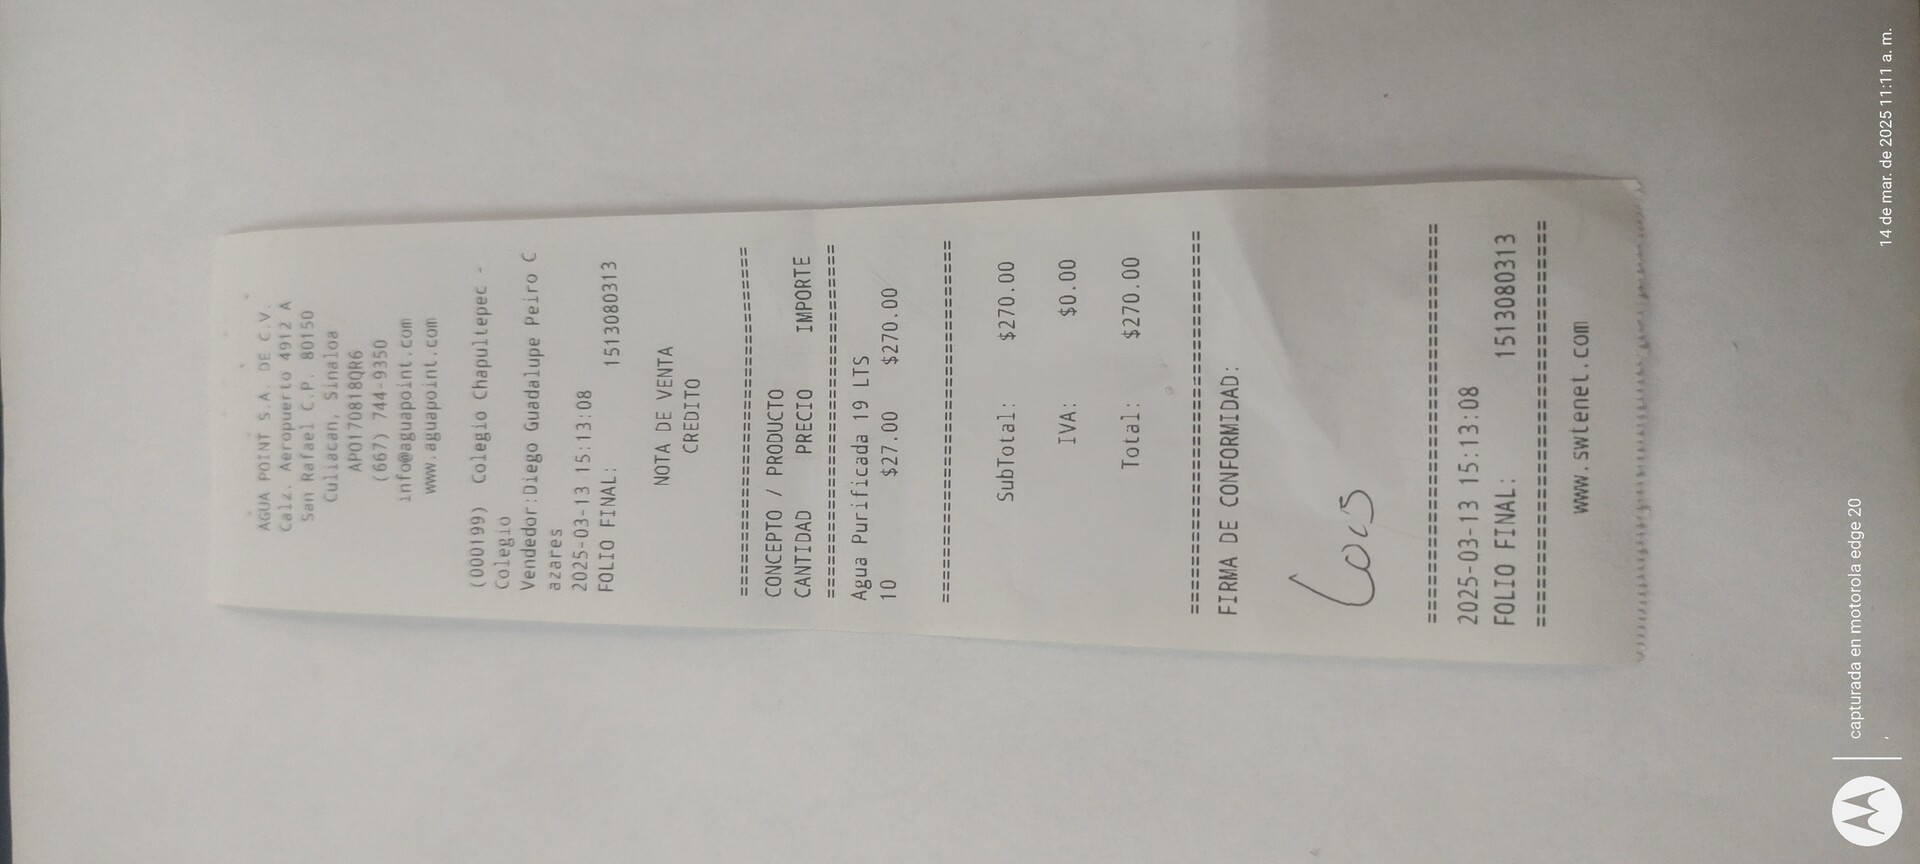 AGUA POINT S.A. DE C.V.
Calz. Aeropuerto 4912 A
San Rafael C.P. 80150
Culiacan, Sinaloa
APO170818QR6
(667) 744-9350
info@aguapoint.com
www.aguapoint.com
(000199) Colegio Chapultepec -
Colegio
Vendedor:Diego Guadalupe Peiro C
azares
2025-03-13 15:13:08
FOLIO FINAL: 1513080313
NOTA DE VENTA
CREDITO
================================
CONCEPTO / PRODUCTO
CANTIDAD PRECIO IMPORTE
================================
Agua Purificada 19 LTS
10 $27.00 $270.00
================================
SubTotal: $270.00
IVA: $0.00
Total: $270.00
================================
FIRMA DE CONFORMIDAD:
================================
2025-03-13 15:13:08
FOLIO FINAL: 1513080313
================================
www.swtenet.com
capturada en motorola edge 20
14 de mar. de 2025 11:11 a. m.